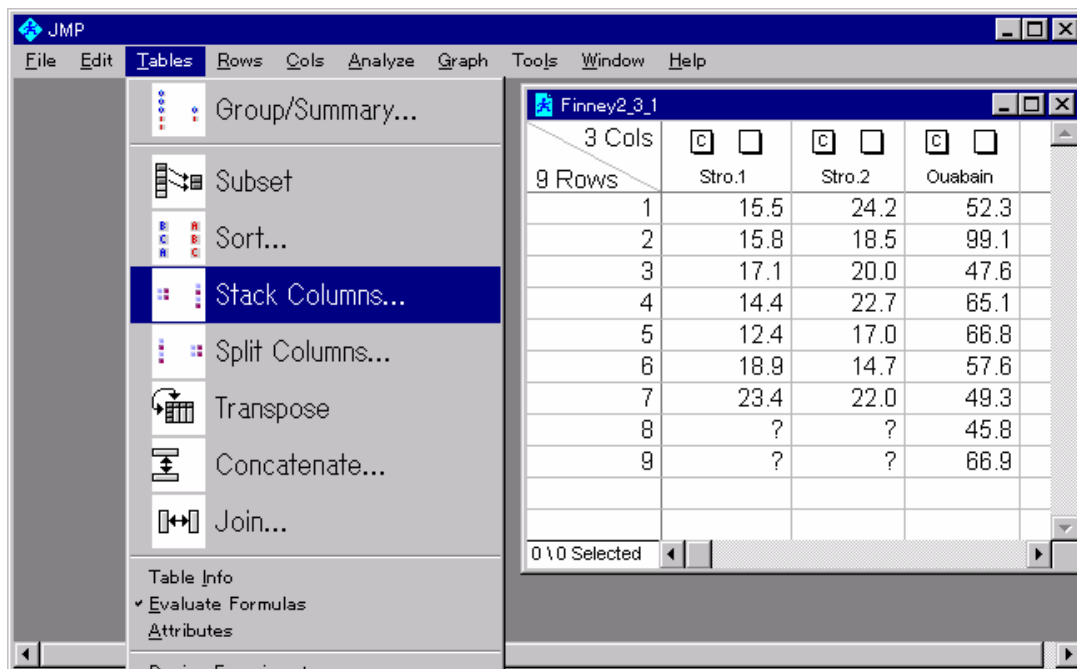 JMP
File Edit Tables Rows Cols Analyze Graph Tools Window Help
Group/Summary...
Subset
Sort...
Stack Columns...
Split Columns...
Transpose
Concatenate...
Join...
Table Info
✓ Evaluate Formulas
Attributes
Finney2_3_1
3 Cols C C C
9 Rows Stro.1 Stro.2 Ouabain
1 15.5 24.2 52.3
2 15.8 18.5 99.1
3 17.1 20.0 47.6
4 14.4 22.7 65.1
5 12.4 17.0 66.8
6 18.9 14.7 57.6
7 23.4 22.0 49.3
8 ? ? 45.8
9 ? ? 66.9
0 \ 0 Selected